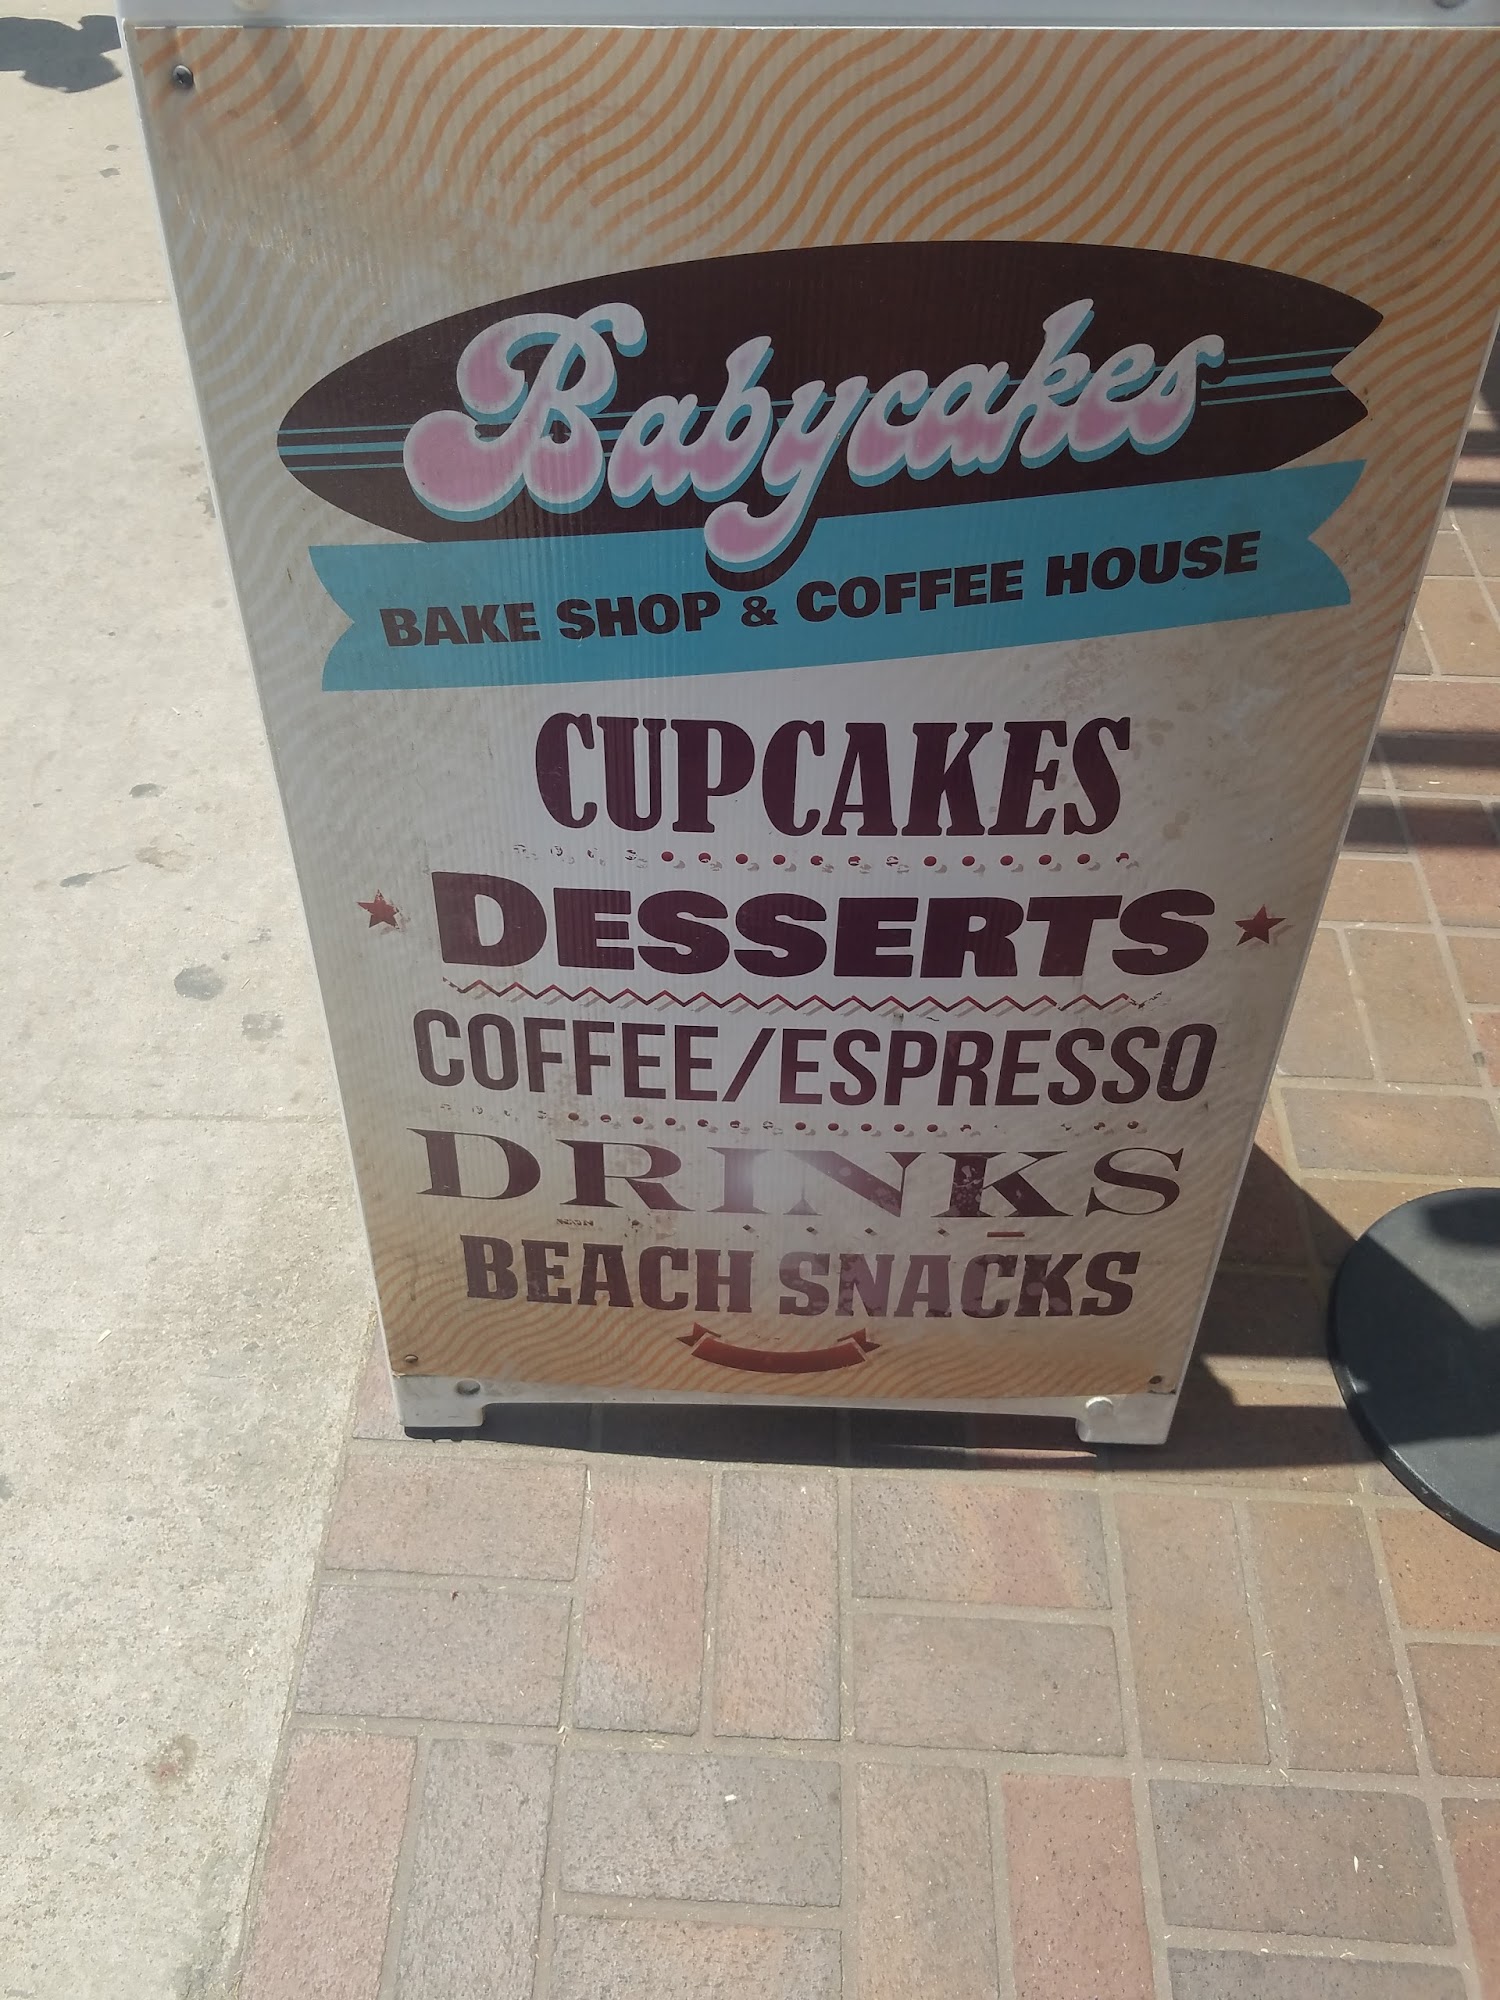 Babycakes
BAKE SHOP & COFFEE HOUSE
CUPCAKES
DESSERTS
COFFEE/ESPRESSO
DRINKS
BEACH SNACKS